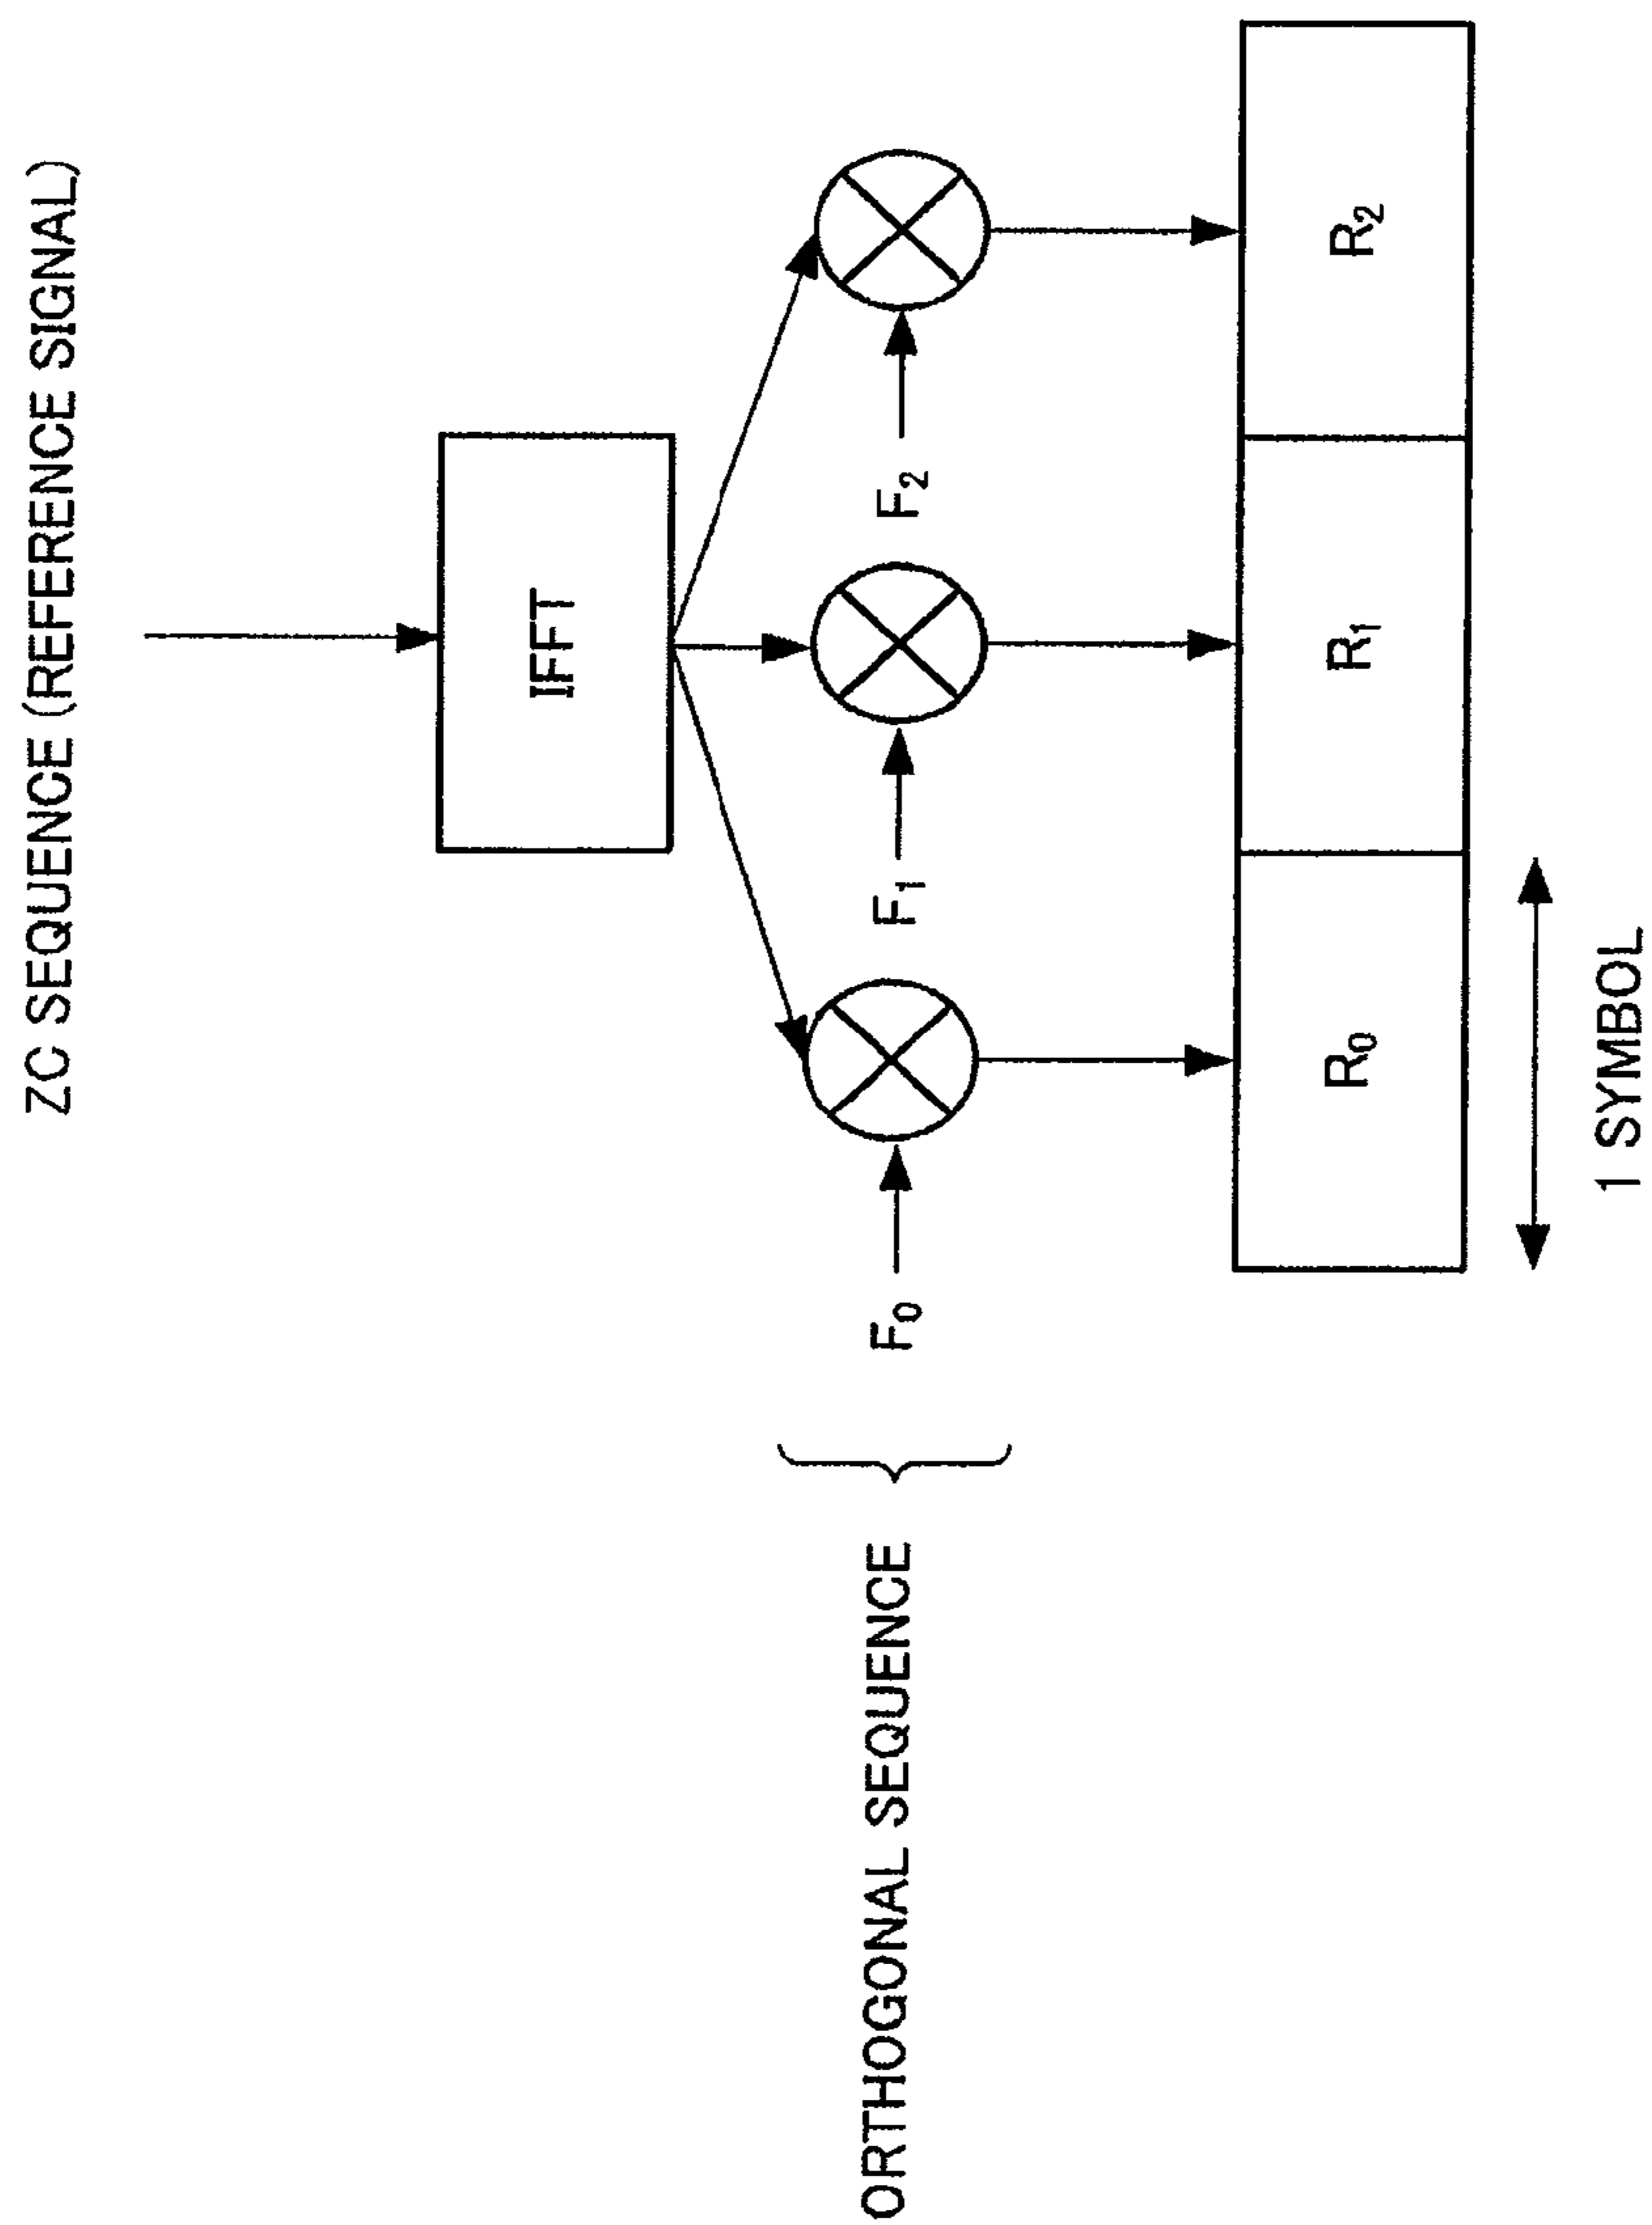 ZC SEQUENCE (REFERENCE SIGNAL)
IFFT
ORTHOGONAL SEQUENCE
F₀
F₁
F₂
R₀
R₁
R₂
1 SYMBOL